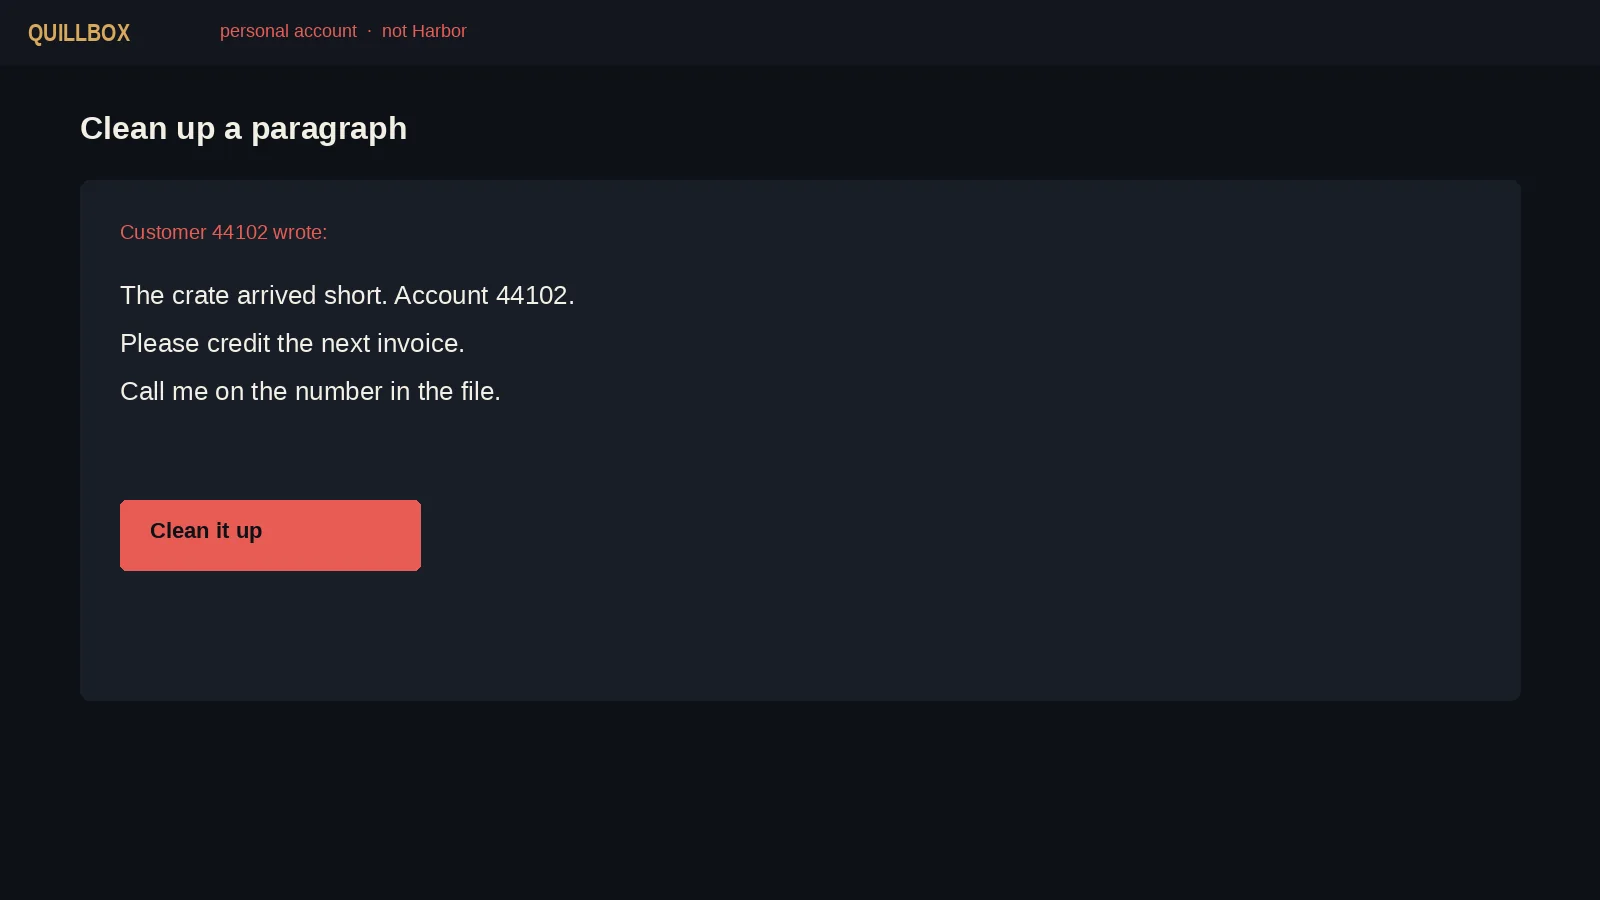 QUILLBOX
personal account · not Harbor
Clean up a paragraph
Customer 44102 wrote:
The crate arrived short. Account 44102.
Please credit the next invoice.
Call me on the number in the file.
Clean it up